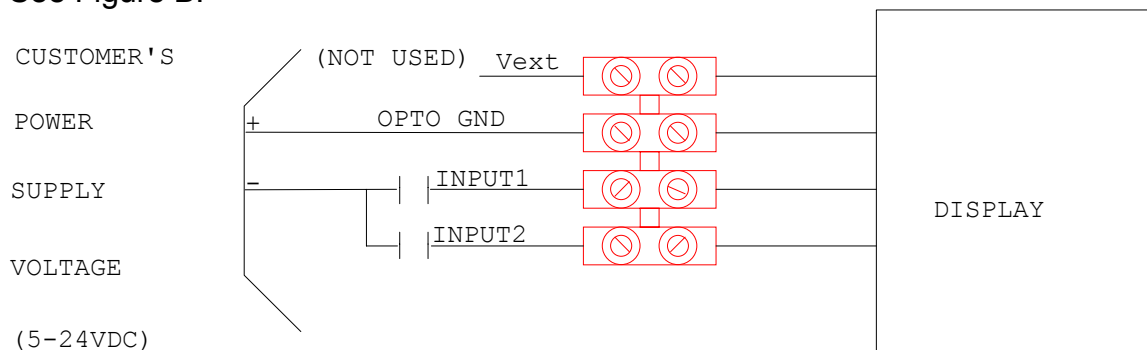 See Figure B.
CUSTOMER'S
(NOT USED) Vext
POWER
+ OPTO GND
SUPPLY
- INPUT1
DISPLAY
INPUT2
VOLTAGE
(5-24VDC)